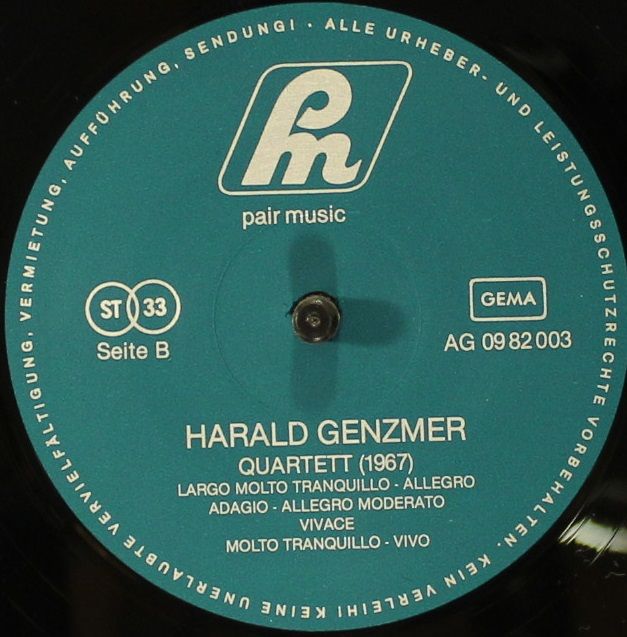 ALLE URHEBER- UND LEISTUNGSSCHUTZRECHTE VORBEHALTEN. KEIN VERLEIH! KEINE UNERLAUBTE VERVIELFÄLTIGUNG, VERMIETUNG, AUFFÜHRUNG, SENDUNG! ·
pm
pair music
ST 33
Seite B
GEMA
AG 09 82 003
HARALD GENZMER
QUARTETT (1967)
LARGO MOLTO TRANQUILLO - ALLEGRO
ADAGIO - ALLEGRO MODERATO
VIVACE
MOLTO TRANQUILLO - VIVO